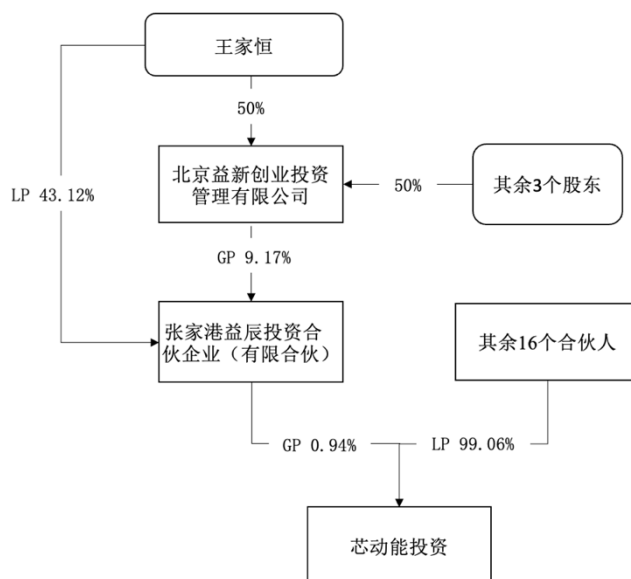 王家恒
50%
北京益新创业投资
管理有限公司
50%
其余3个股东
LP 43.12%
GP 9.17%
张家港益辰投资合
伙企业（有限合伙）
其余16个合伙人
GP 0.94%
LP 99.06%
芯动能投资